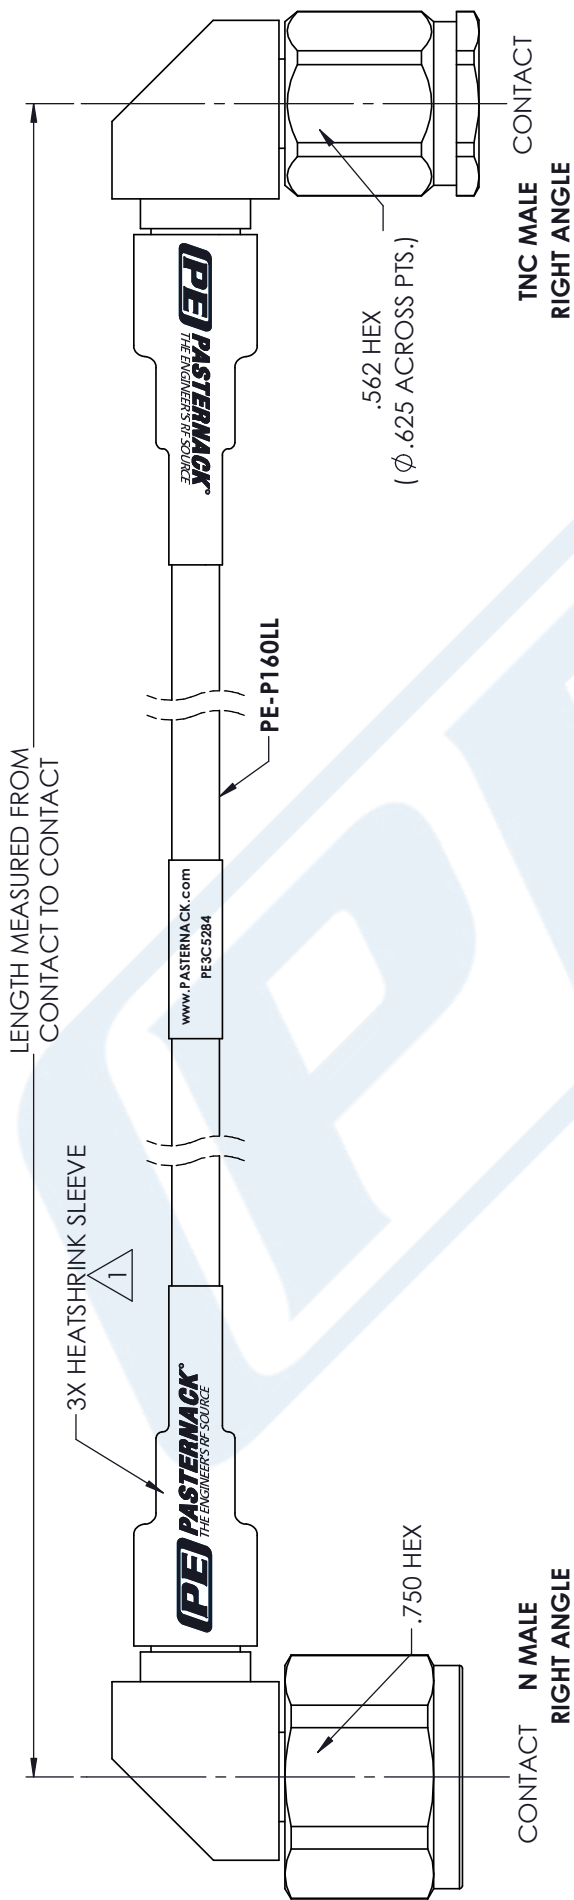 LENGTH MEASURED FROM
CONTACT TO CONTACT
3X HEATSHRINK SLEEVE
1
PE PASTERNACK®
THE ENGINEER'S RF SOURCE
www.PASTERNACK.com
PE3C5284
PE-P160LL
PE PASTERNACK®
THE ENGINEER'S RF SOURCE
.750 HEX
.562 HEX
(Ø.625 ACROSS PTS.)
CONTACT
N MALE
RIGHT ANGLE
TNC MALE
RIGHT ANGLE
CONTACT
PE